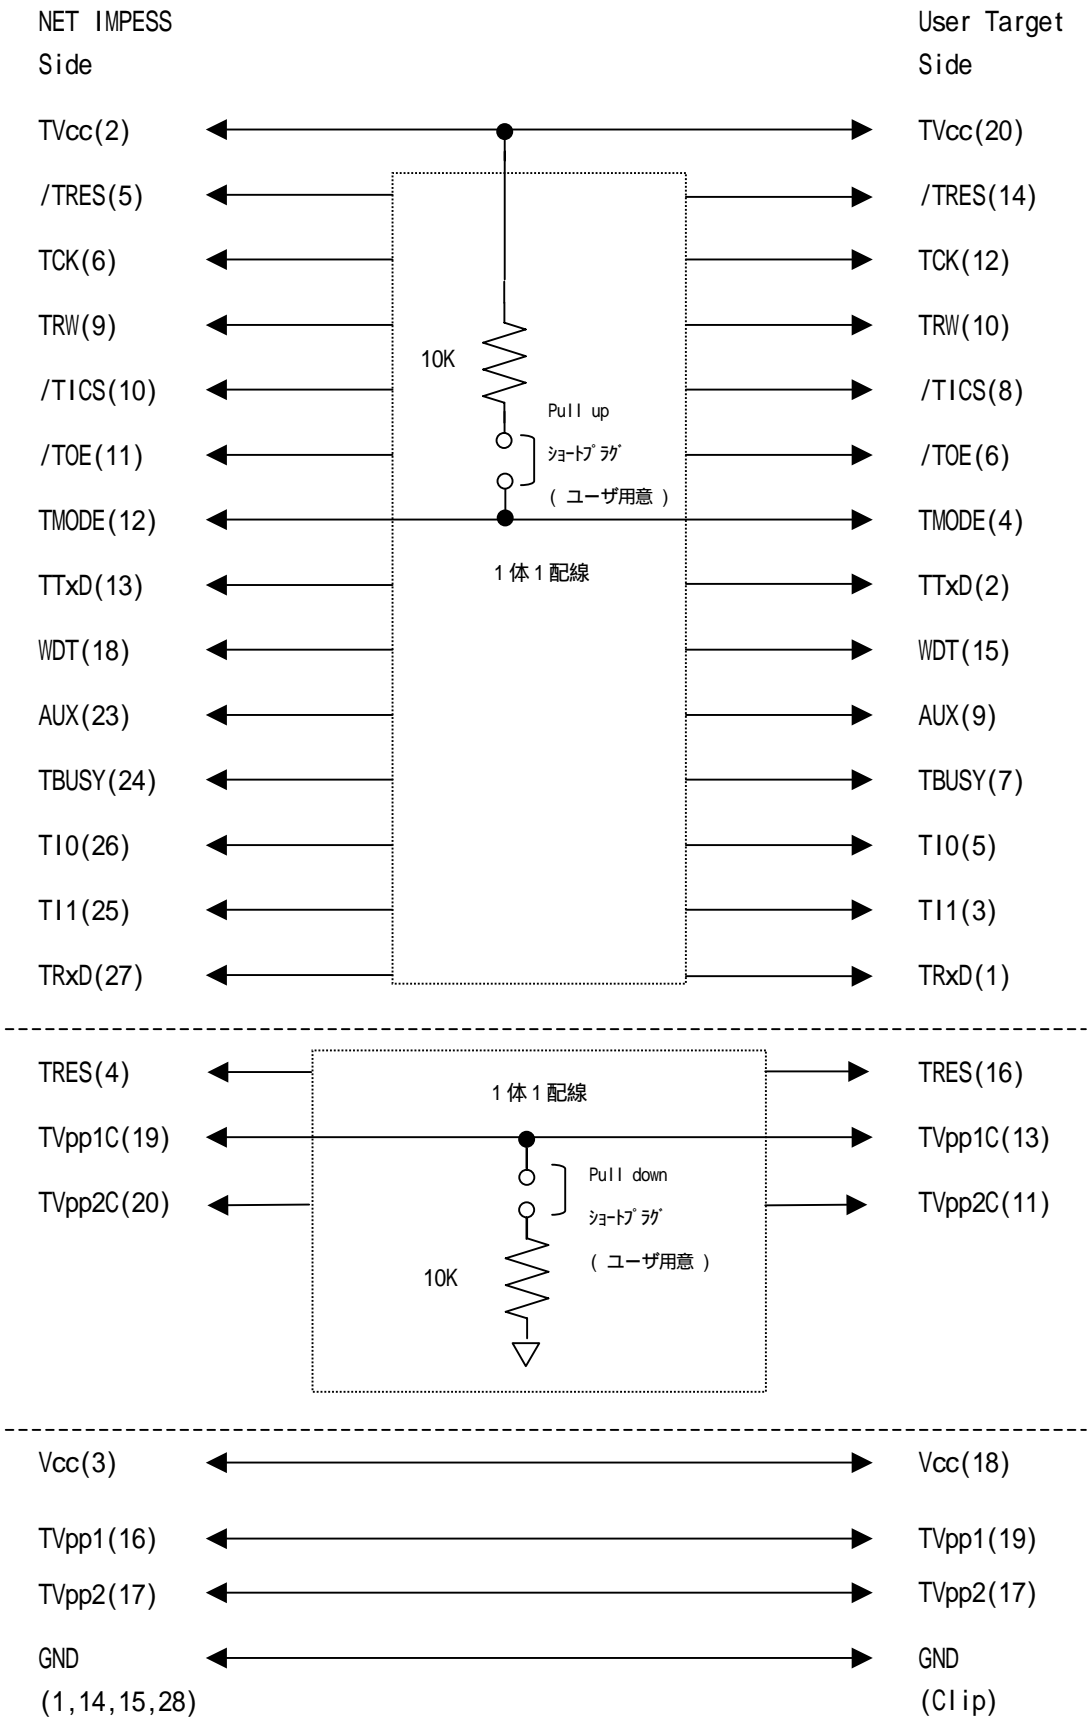 NET IMPESS User Target
Side Side
TVcc(2) TVcc(20)
/TRES(5) /TRES(14)
TCK(6) TCK(12)
TRW(9) TRW(10)
10K
/TICS(10) /TICS(8)
Pull up
/TOE(11) ｼｮｰﾄﾌﾟﾗｸﾞ /TOE(6)
( ユーザ用意 )
TMODE(12) TMODE(4)
1体1配線
TTxD(13) TTxD(2)
WDT(18) WDT(15)
AUX(23) AUX(9)
TBUSY(24) TBUSY(7)
TI0(26) TI0(5)
TI1(25) TI1(3)
TRxD(27) TRxD(1)
TRES(4) TRES(16)
1体1配線
TVpp1C(19) TVpp1C(13)
Pull down
TVpp2C(20) TVpp2C(11)
ｼｮｰﾄﾌﾟﾗｸﾞ
( ユーザ用意 )
10K
Vcc(3) Vcc(18)
TVpp1(16) TVpp1(19)
TVpp2(17) TVpp2(17)
GND GND
(1,14,15,28) (Clip)